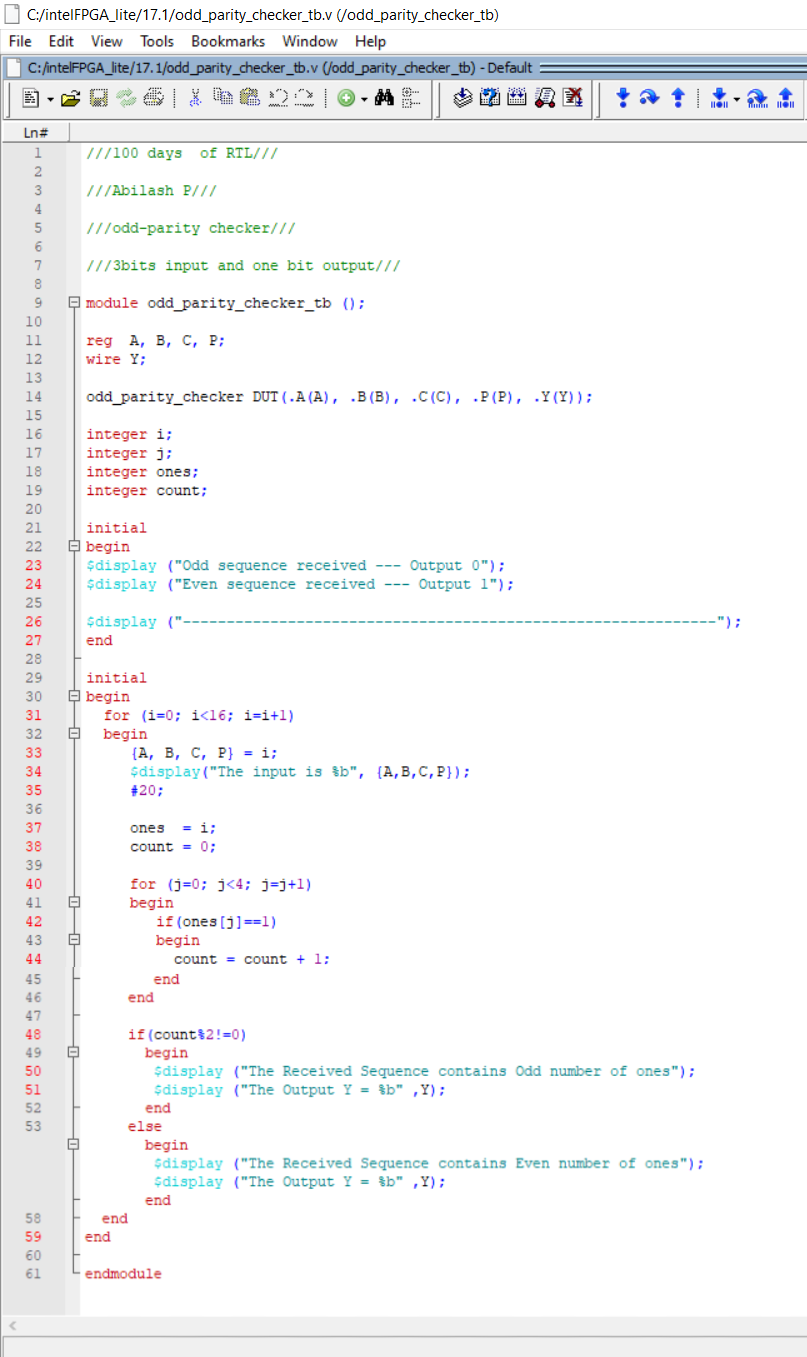 C:/intelFPGA_lite/17.1/odd_parity_checker_tb.v (/odd_parity_checker_tb)
File Edit View Tools Bookmarks Window Help
C:/intelFPGA_lite/17.1/odd_parity_checker_tb.v (/odd_parity_checker_tb) - Default
Ln#
1 ///100 days  of RTL///
2
3 ///Abilash P///
4
5 ///odd-parity checker///
6
7 ///3bits input and one bit output///
8
9 module odd_parity_checker_tb ();
10
11 reg  A, B, C, P;
12 wire Y;
13
14 odd_parity_checker DUT(.A(A), .B(B), .C(C), .P(P), .Y(Y));
15
16 integer i;
17 integer j;
18 integer ones;
19 integer count;
20
21 initial
22 begin
23 $display ("Odd sequence received --- Output 0");
24 $display ("Even sequence received --- Output 1");
25
26 $display ("-------------------------------------------------------------");
27 end
28
29 initial
30 begin
31 for (i=0; i<16; i=i+1)
32 begin
33 {A, B, C, P} = i;
34 $display("The input is %b", {A,B,C,P});
35 #20;
36
37 ones  = i;
38 count = 0;
39
40 for (j=0; j<4; j=j+1)
41 begin
42 if(ones[j]==1)
43 begin
44 count = count + 1;
45 end
46 end
47
48 if(count%2!=0)
49 begin
50 $display ("The Received Sequence contains Odd number of ones");
51 $display ("The Output Y = %b" ,Y);
52 end
53 else
begin
$display ("The Received Sequence contains Even number of ones");
$display ("The Output Y = %b" ,Y);
end
58 end
59 end
60
61 endmodule